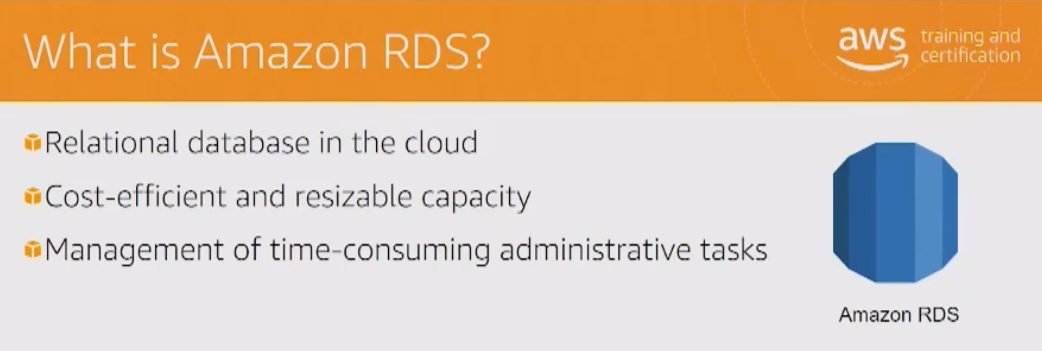 What is Amazon RDS?
aws training and
certification
Relational database in the cloud
Cost-efficient and resizable capacity
Management of time-consuming administrative tasks
Amazon RDS